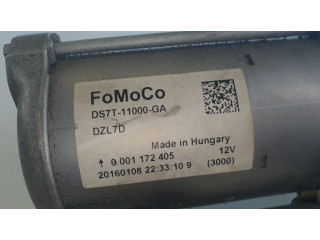 FoMoCo
DS7T-11000-GA
DZL7D
Made in Hungary
↑ 0 001 172 405 12V
20160108 22:33:10 9 (3000)